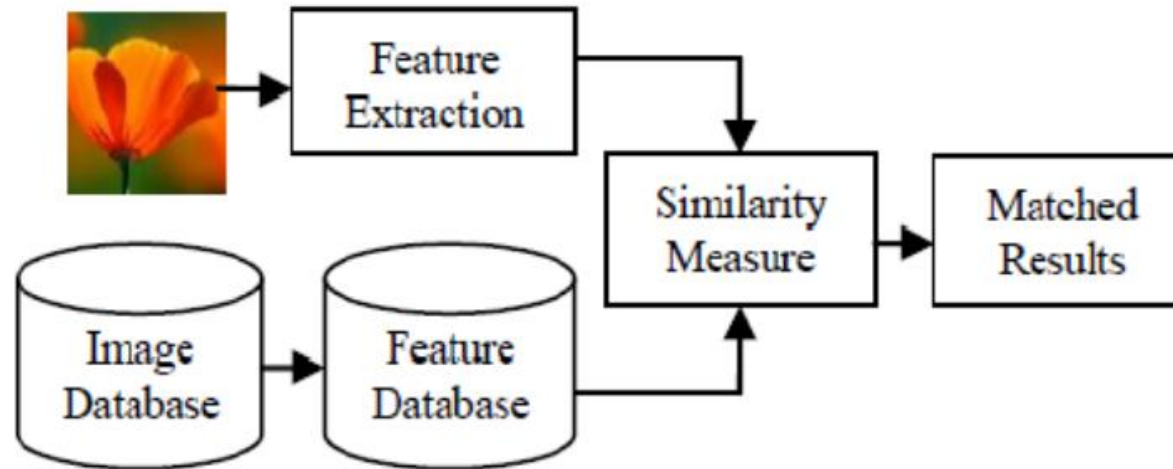 Feature
Extraction
Similarity
Measure
Matched
Results
Image
Database
Feature
Database